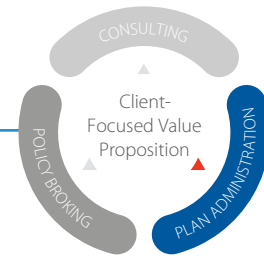 CONSULTING
Client-
Focused Value
Proposition
POLICY BROKING
PLAN ADMINISTRATION